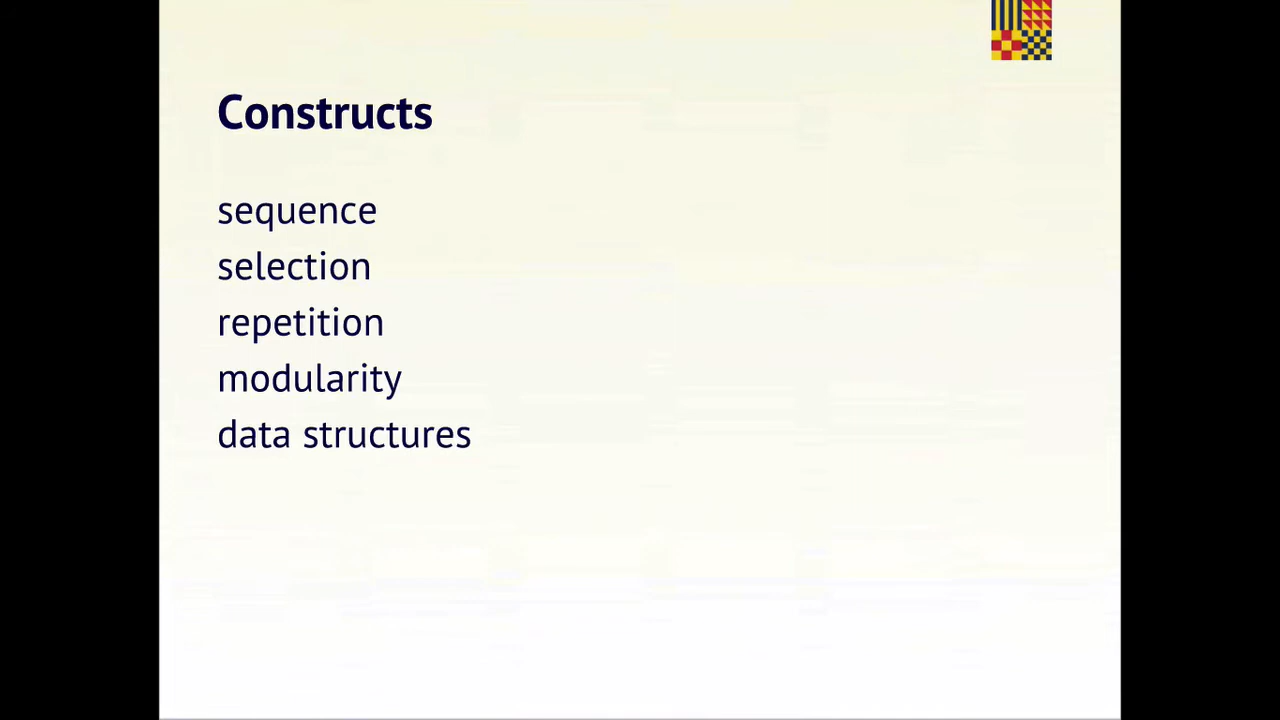 Constructs
sequence
selection
repetition
modularity
data structures